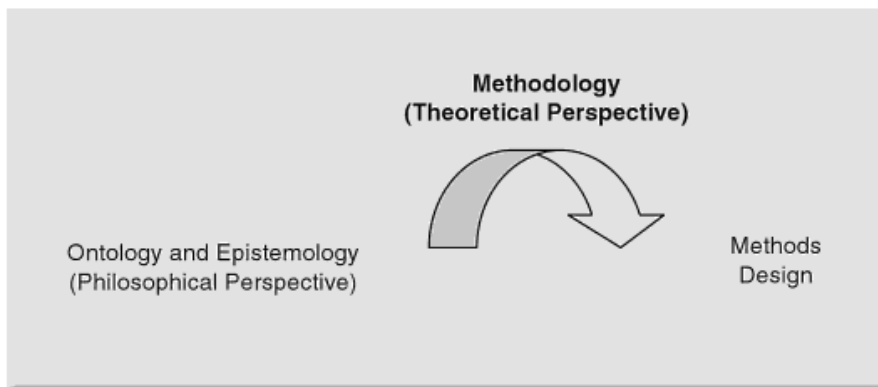 Methodology
(Theoretical Perspective)
Ontology and Epistemology
(Philosophical Perspective)
Methods
Design